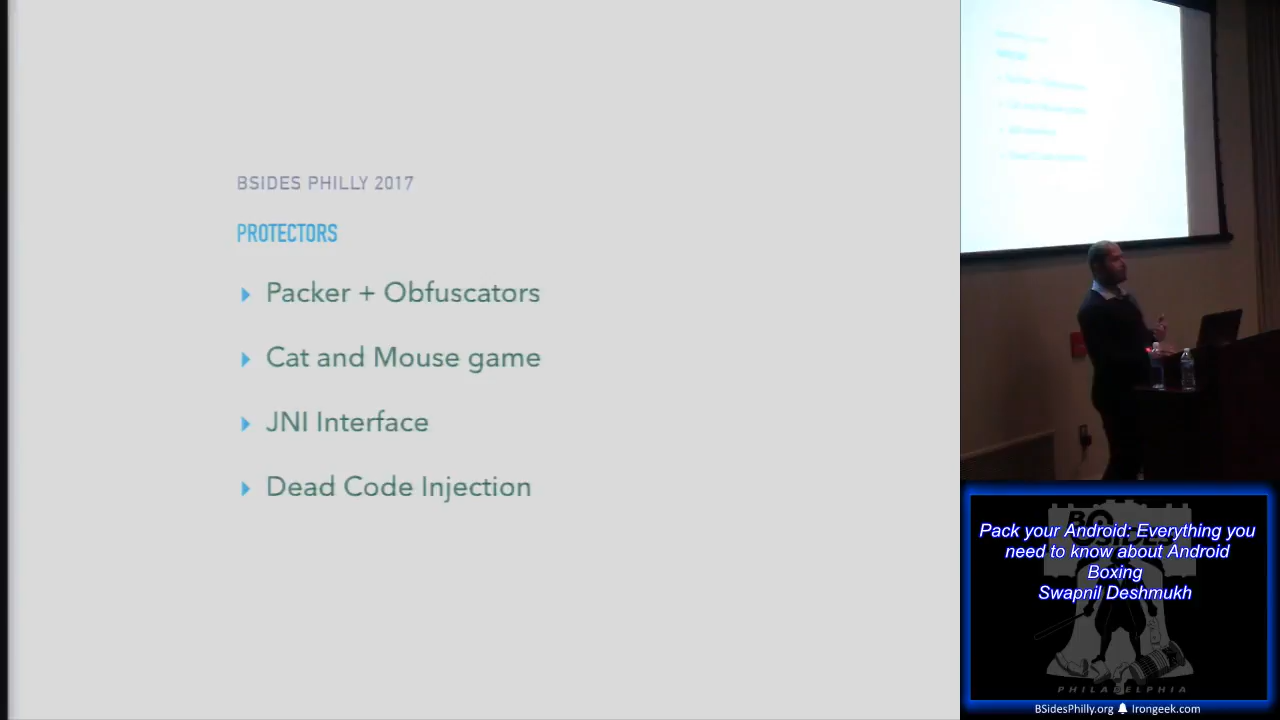 BSIDES PHILLY 2017
PROTECTORS
Packer + Obfuscators
Cat and Mouse game
JNI Interface
Dead Code Injection
Pack your Android: Everything you
need to know about Android
Boxing
Swapnil Deshmukh
PHILADELPHIA
BSidesPhilly.org Irongeek.com